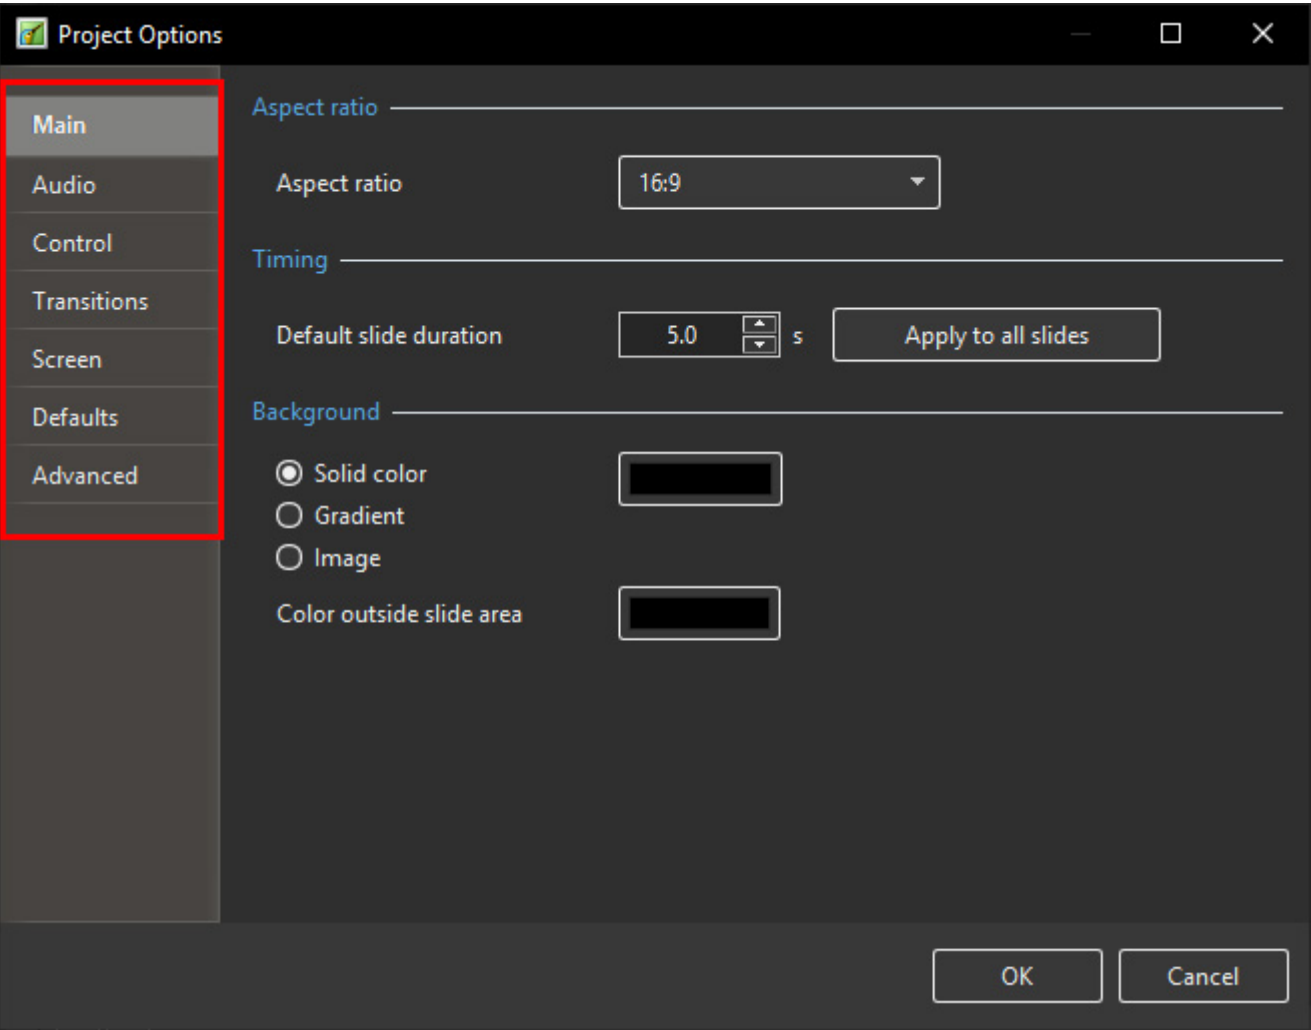 Project Options
Main
Audio
Control
Transitions
Screen
Defaults
Advanced
Aspect ratio
Aspect ratio 16:9
Timing
Default slide duration 5.0 s Apply to all slides
Background
Solid color
Gradient
Image
Color outside slide area
OK Cancel